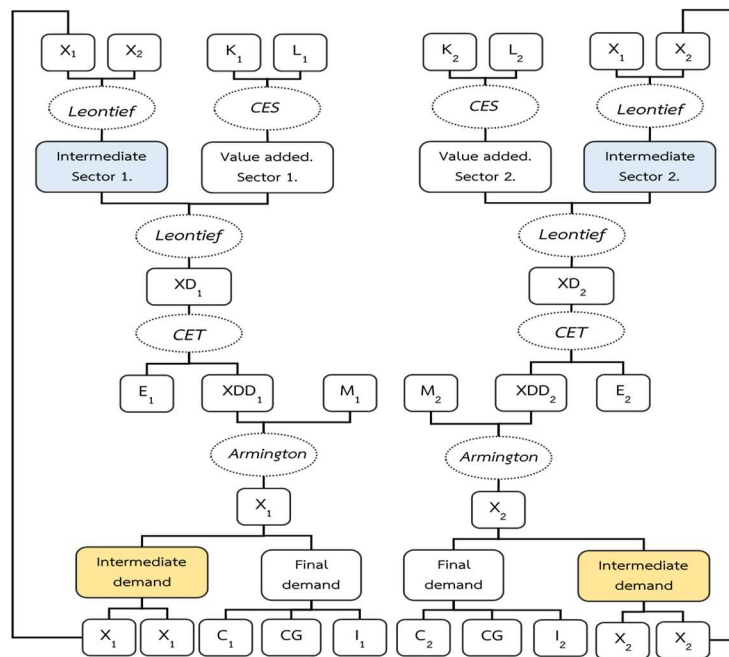 X₁ X₂ K₁ L₁ K₂ L₂ X₁ X₂
Leontief CES CES Leontief
Intermediate Sector 1.
Value added. Sector 1.
Value added. Sector 2.
Intermediate Sector 2.
Leontief Leontief
XD₁ XD₂
CET CET
E₁ XDD₁ M₁ M₂ XDD₂ E₂
Armington Armington
X₁ X₂
Intermediate demand
Final demand
Final demand
Intermediate demand
X₁ X₁ C₁ CG I₁ C₂ CG I₂ X₂ X₂